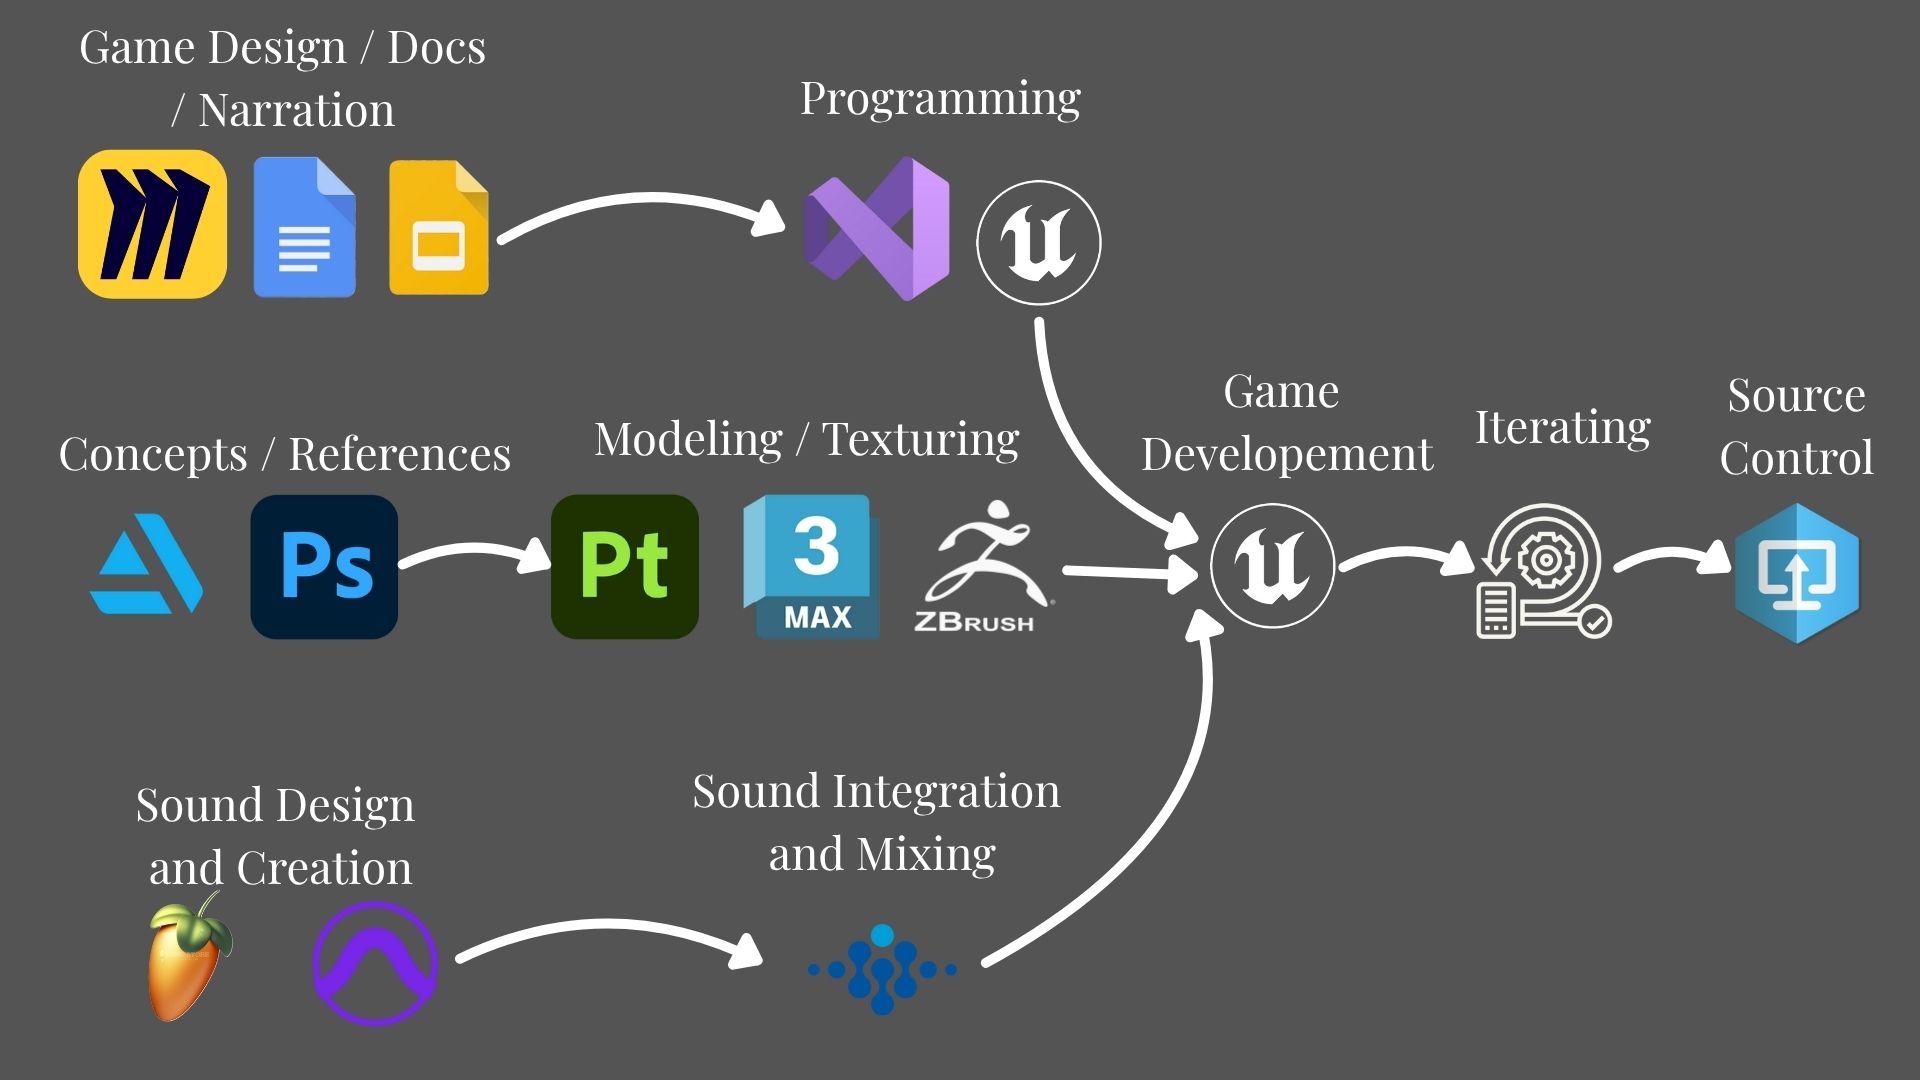 Game Design / Docs
/ Narration
Programming
Concepts / References
Modeling / Texturing
Game
Developement
Iterating
Source
Control
Ps
Pt
3
MAX
ZBRUSH
Sound Design
and Creation
Sound Integration
and Mixing